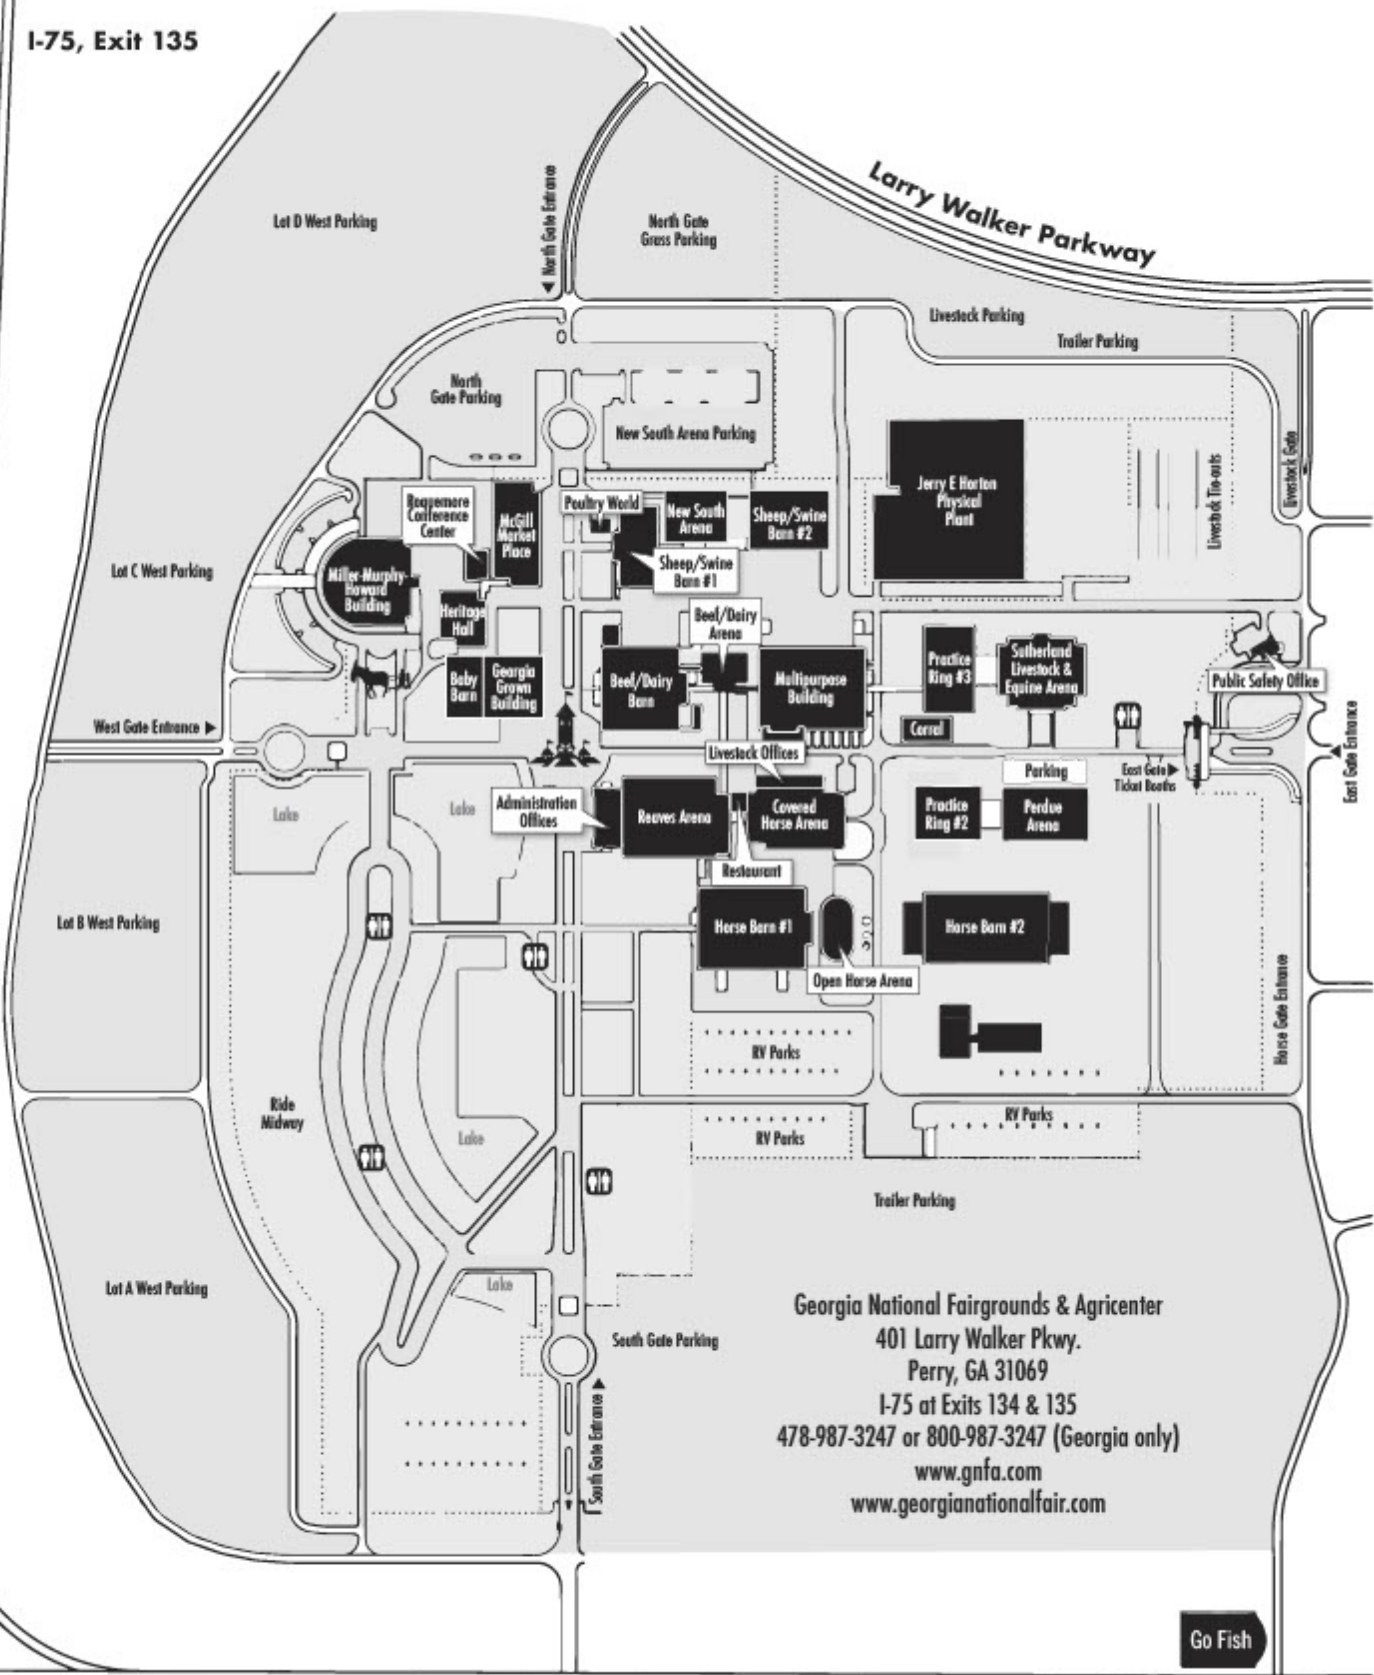 I-75, Exit 135
Larry Walker Parkway
Lot D West Parking
North Gate Entrance
North Gate
Grass Parking
Livestock Parking
Trailer Parking
North
Gate Parking
New South Arena Parking
Livestock Gate
Livestock Tie-outs
Jerry E Horton
Physical
Plant
Roquemore
Conference
Center
McGill
Market
Place
Poultry World
New South
Arena
Sheep/Swine
Barn #2
Sheep/Swine
Barn #1
Lot C West Parking
Miller-Murphy-
Howard
Building
Heritage
Hall
Beef/Dairy
Arena
Baby
Barn
Georgia
Grown
Building
Beef/Dairy
Barn
Multipurpose
Building
Practice
Ring #3
Sutherland
Livestock &
Equine Arena
Public Safety Office
Corral
West Gate Entrance
Livestock Offices
Parking
East Gate
Ticket Booths
East Gate Entrance
Lake
Lake
Administration
Offices
Reaves Arena
Covered
Horse Arena
Practice
Ring #2
Perdue
Arena
Restaurant
Lot B West Parking
Horse Barn #1
Horse Barn #2
Open Horse Arena
Horse Gate Entrance
RV Parks
Ride
Midway
Lake
RV Parks
RV Parks
Trailer Parking
Lot A West Parking
Lake
South Gate Parking
South Gate Entrance
Georgia National Fairgrounds & Agricenter
401 Larry Walker Pkwy.
Perry, GA 31069
I-75 at Exits 134 & 135
478-987-3247 or 800-987-3247 (Georgia only)
www.gnfa.com
www.georgianationalfair.com
Go Fish